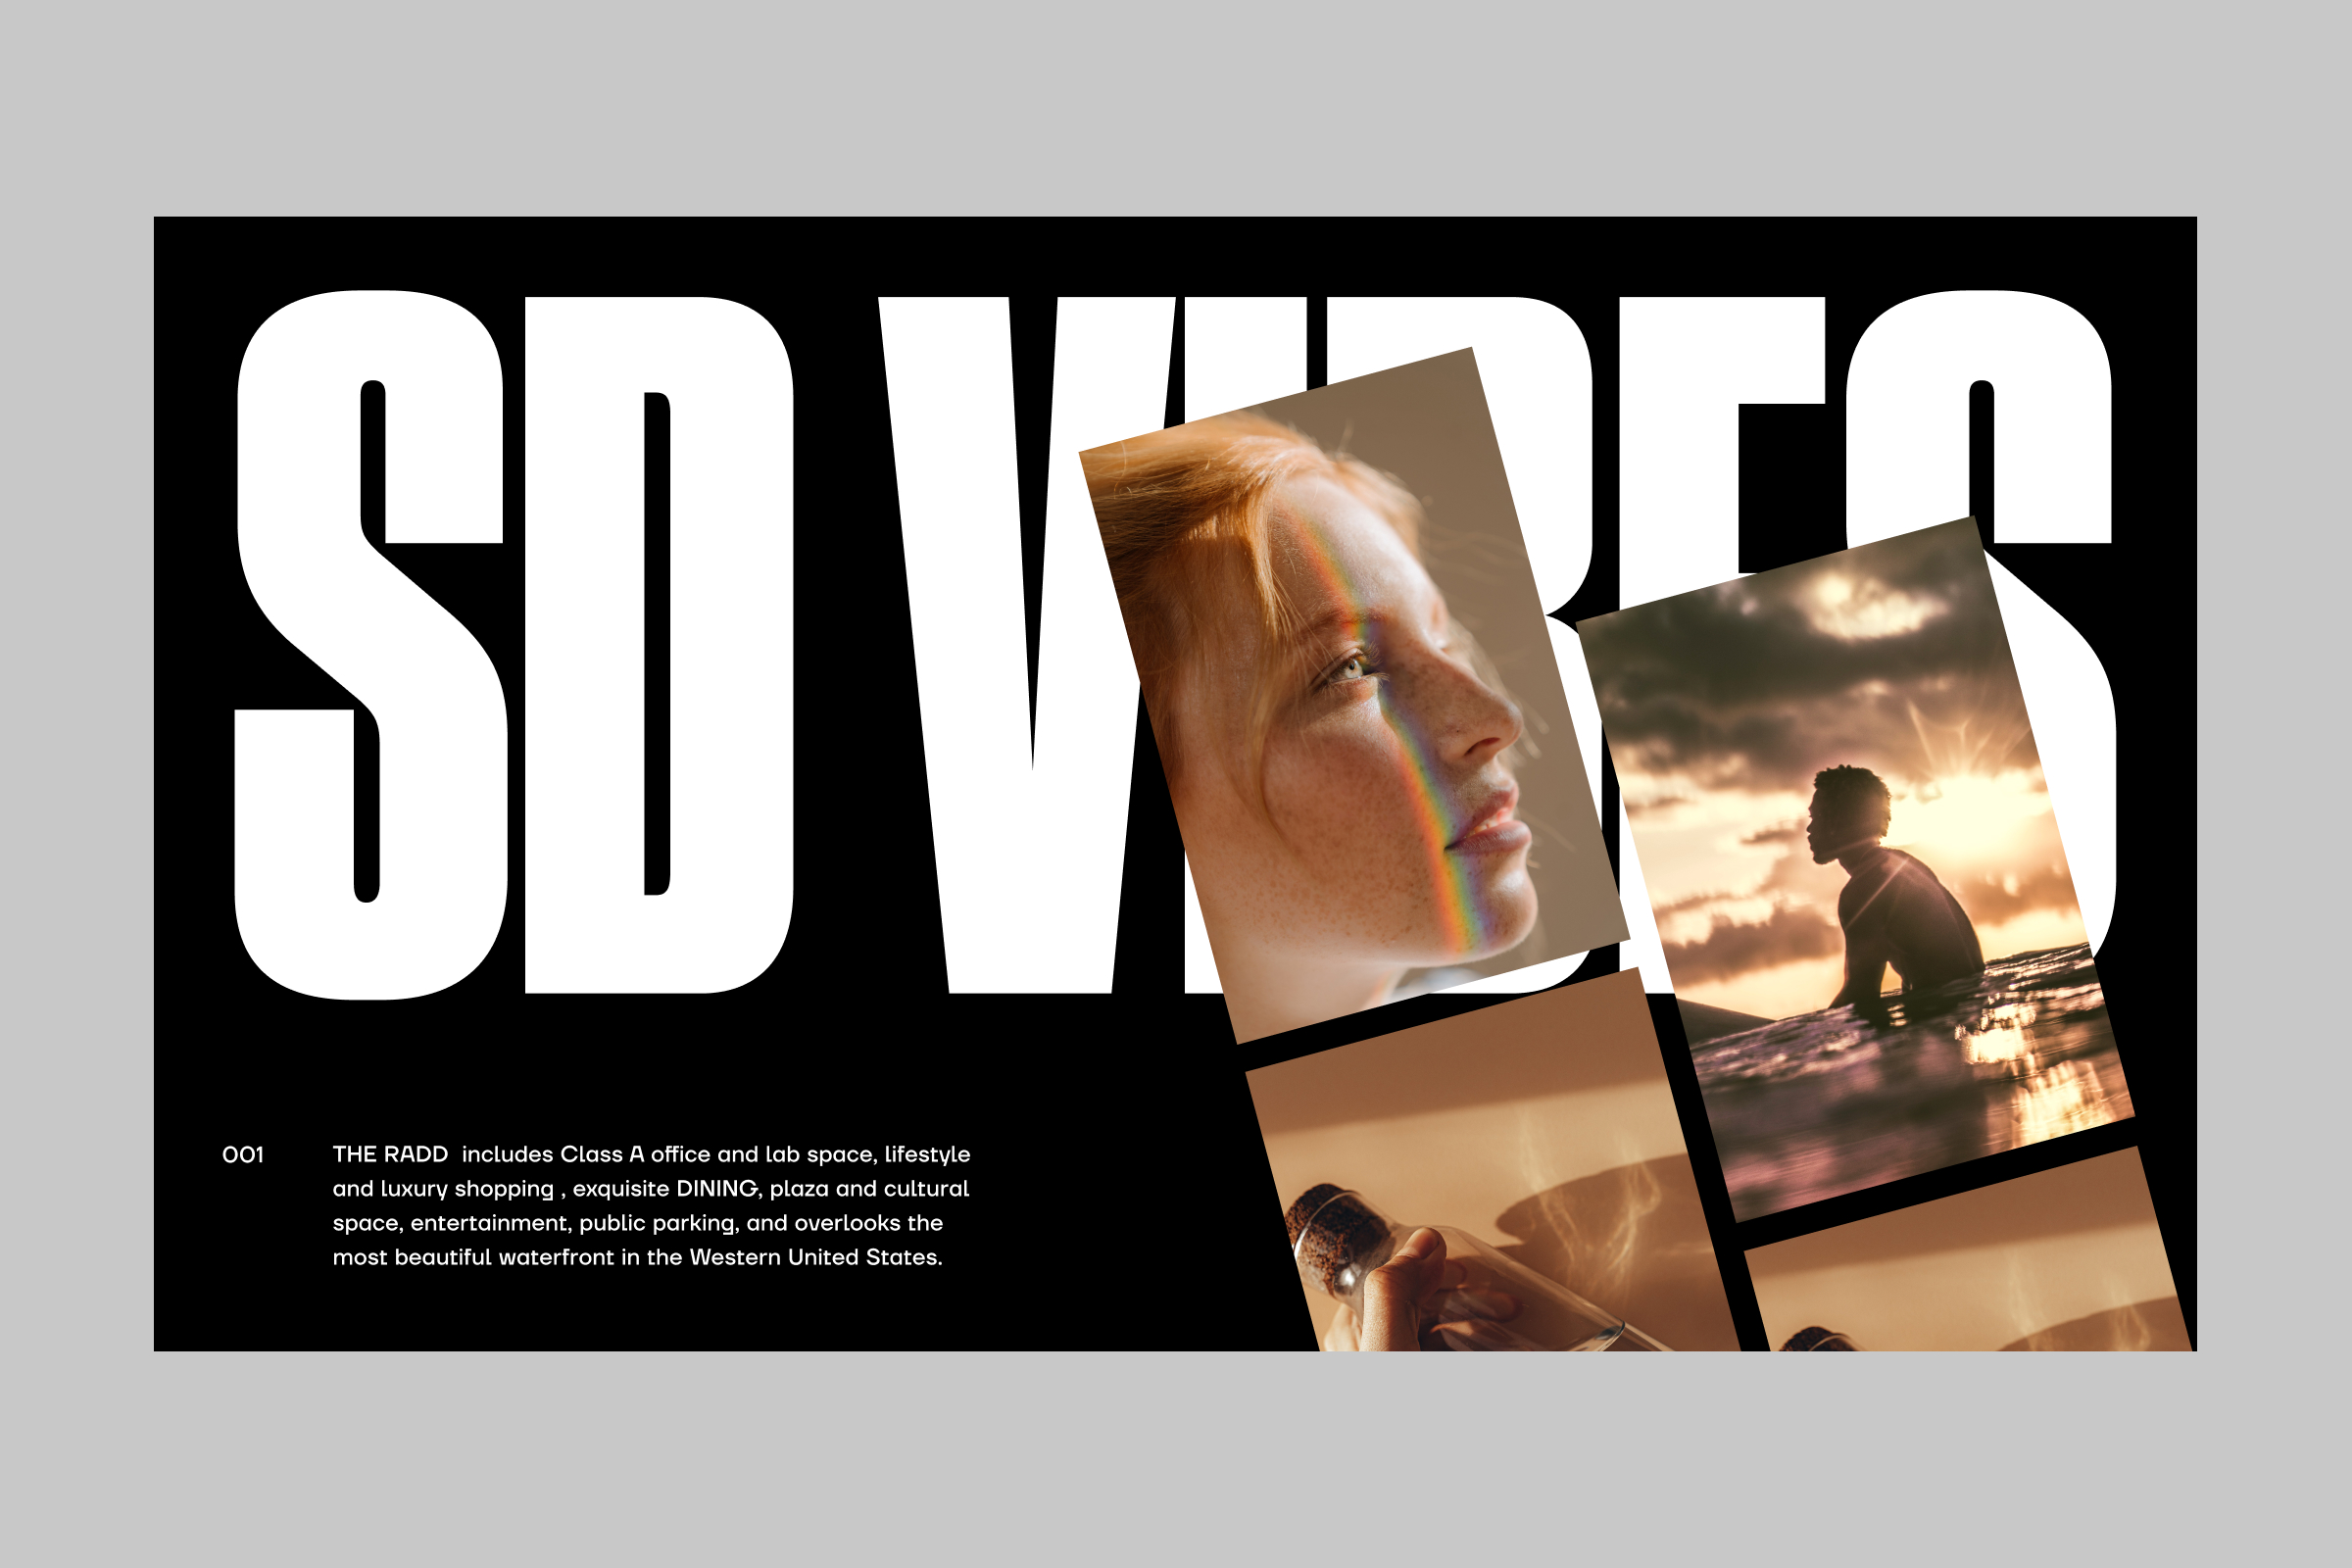 SD VIBES
001
THE RADD  includes Class A office and lab space, lifestyle
and luxury shopping , exquisite DINING, plaza and cultural
space, entertainment, public parking, and overlooks the
most beautiful waterfront in the Western United States.